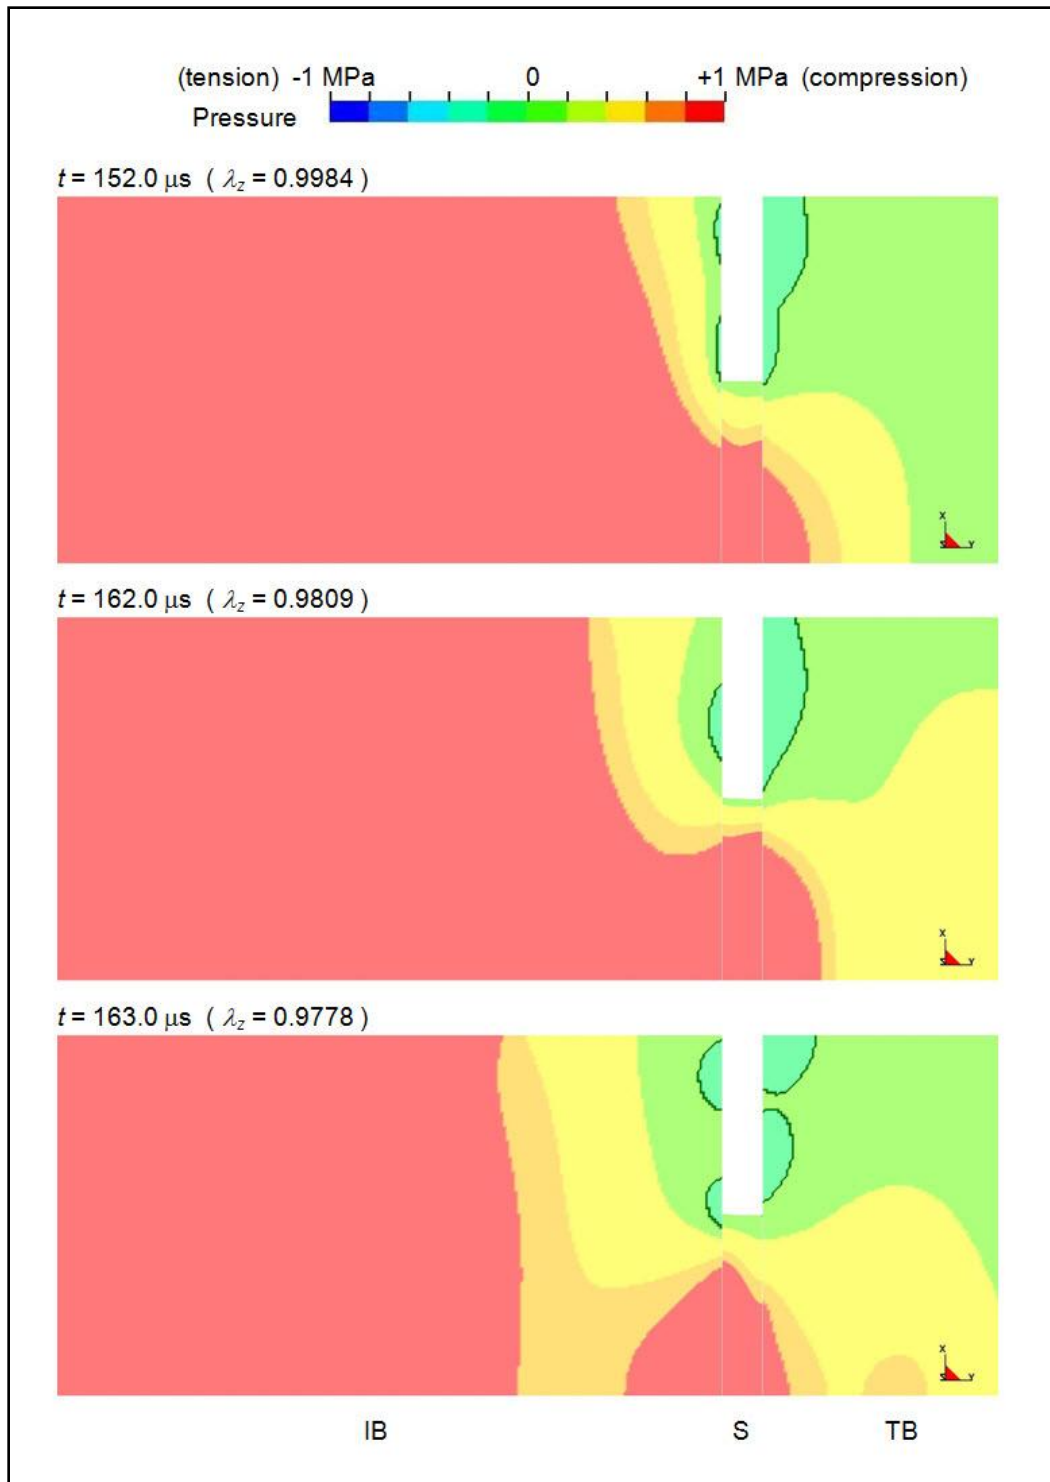 (tension) -1 MPa 0 +1 MPa (compression)
Pressure
t = 152.0 μs ( λz = 0.9984 )
X
Y
t = 162.0 μs ( λz = 0.9809 )
X
Y
t = 163.0 μs ( λz = 0.9778 )
X
Y
IB S TB